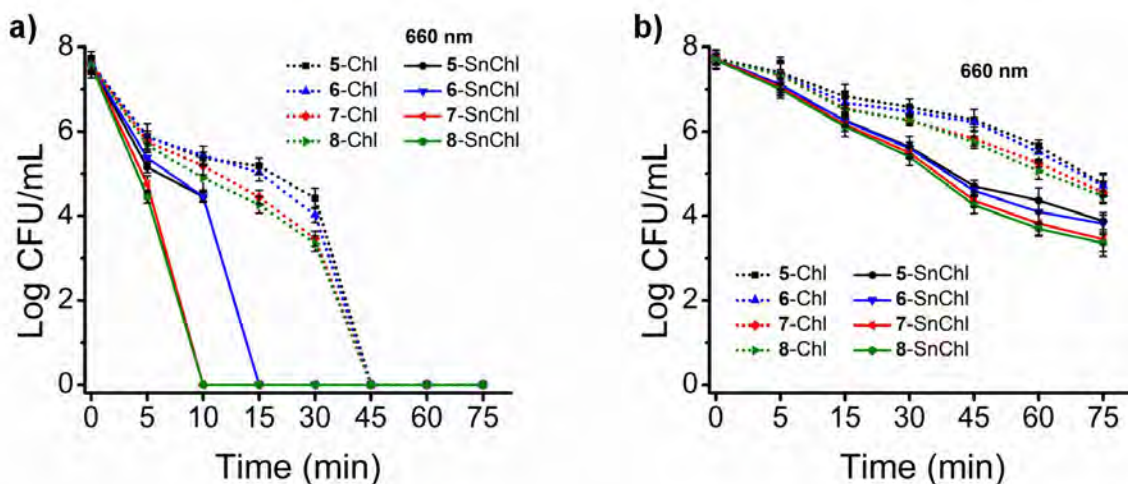 a)
660 nm
5-Chl 5-SnChl
6-Chl 6-SnChl
7-Chl 7-SnChl
8-Chl 8-SnChl
Log CFU/mL
8
6
4
2
0
0 5 10 15 30 45 60 75
Time (min)
b)
660 nm
5-Chl 5-SnChl
6-Chl 6-SnChl
7-Chl 7-SnChl
8-Chl 8-SnChl
Log CFU/mL
8
6
4
2
0
0 5 15 30 45 60 75
Time (min)